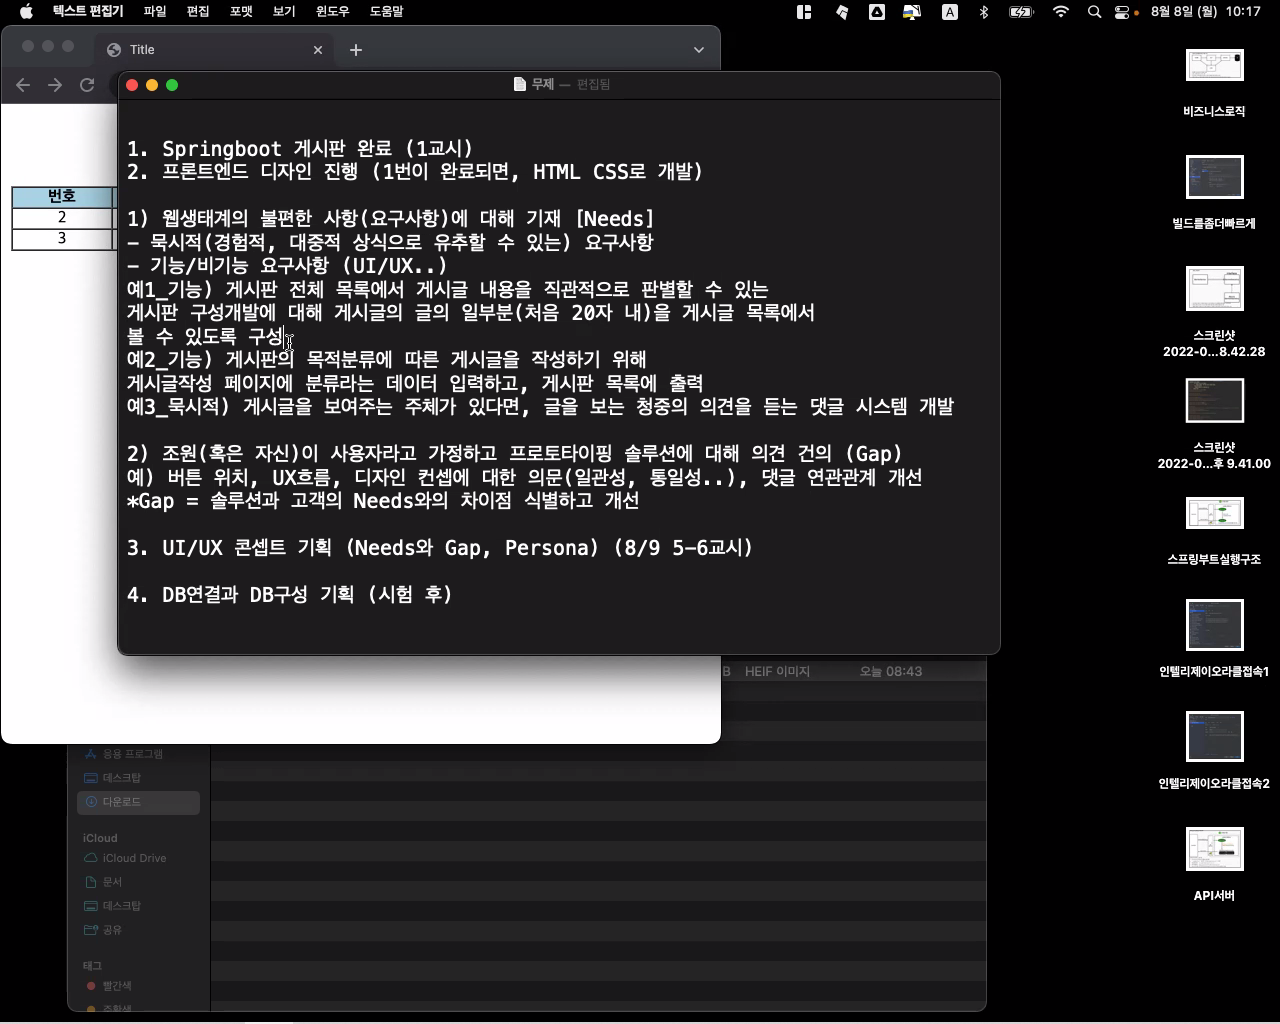 텍스트 편집기 파일 편집 포맷 보기 윈도우 도움말
A
8월 8일 (월) 10:17
Title
무제 — 편집됨
번호
2
3
1. Springboot 게시판 완료 (1교시)
2. 프론트엔드 디자인 진행 (1번이 완료되면, HTML CSS로 개발)
1) 웹생태계의 불편한 사항(요구사항)에 대해 기재 [Needs]
- 묵시적(경험적, 대중적 상식으로 유추할 수 있는) 요구사항
- 기능/비기능 요구사항 (UI/UX..)
예1_기능) 게시판 전체 목록에서 게시글 내용을 직관적으로 판별할 수 있는
게시판 구성개발에 대해 게시글의 글의 일부분(처음 20자 내)을 게시글 목록에서
볼 수 있도록 구성
예2_기능) 게시판의 목적분류에 따른 게시글을 작성하기 위해
게시글작성 페이지에 분류라는 데이터 입력하고, 게시판 목록에 출력
예3_묵시적) 게시글을 보여주는 주체가 있다면, 글을 보는 청중의 의견을 듣는 댓글 시스템 개발
2) 조원(혹은 자신)이 사용자라고 가정하고 프로토타이핑 솔루션에 대해 의견 건의 (Gap)
예) 버튼 위치, UX흐름, 디자인 컨셉에 대한 의문(일관성, 통일성..), 댓글 연관관계 개선
*Gap = 솔루션과 고객의 Needs와의 차이점 식별하고 개선
3. UI/UX 콘셉트 기획 (Needs와 Gap, Persona) (8/9 5-6교시)
4. DB연결과 DB구성 기획 (시험 후)
B HEIF 이미지 오늘 08:43
응용 프로그램
데스크탑
다운로드
iCloud
iCloud Drive
문서
데스크탑
공유
태그
빨간색
주황색
비즈니스로직
빌드를좀더빠르게
스크린샷
2022-0...8.42.28
스크린샷
2022-0...후 9.41.00
스프링부트실행구조
인텔리제이오라클접속1
인텔리제이오라클접속2
API서버